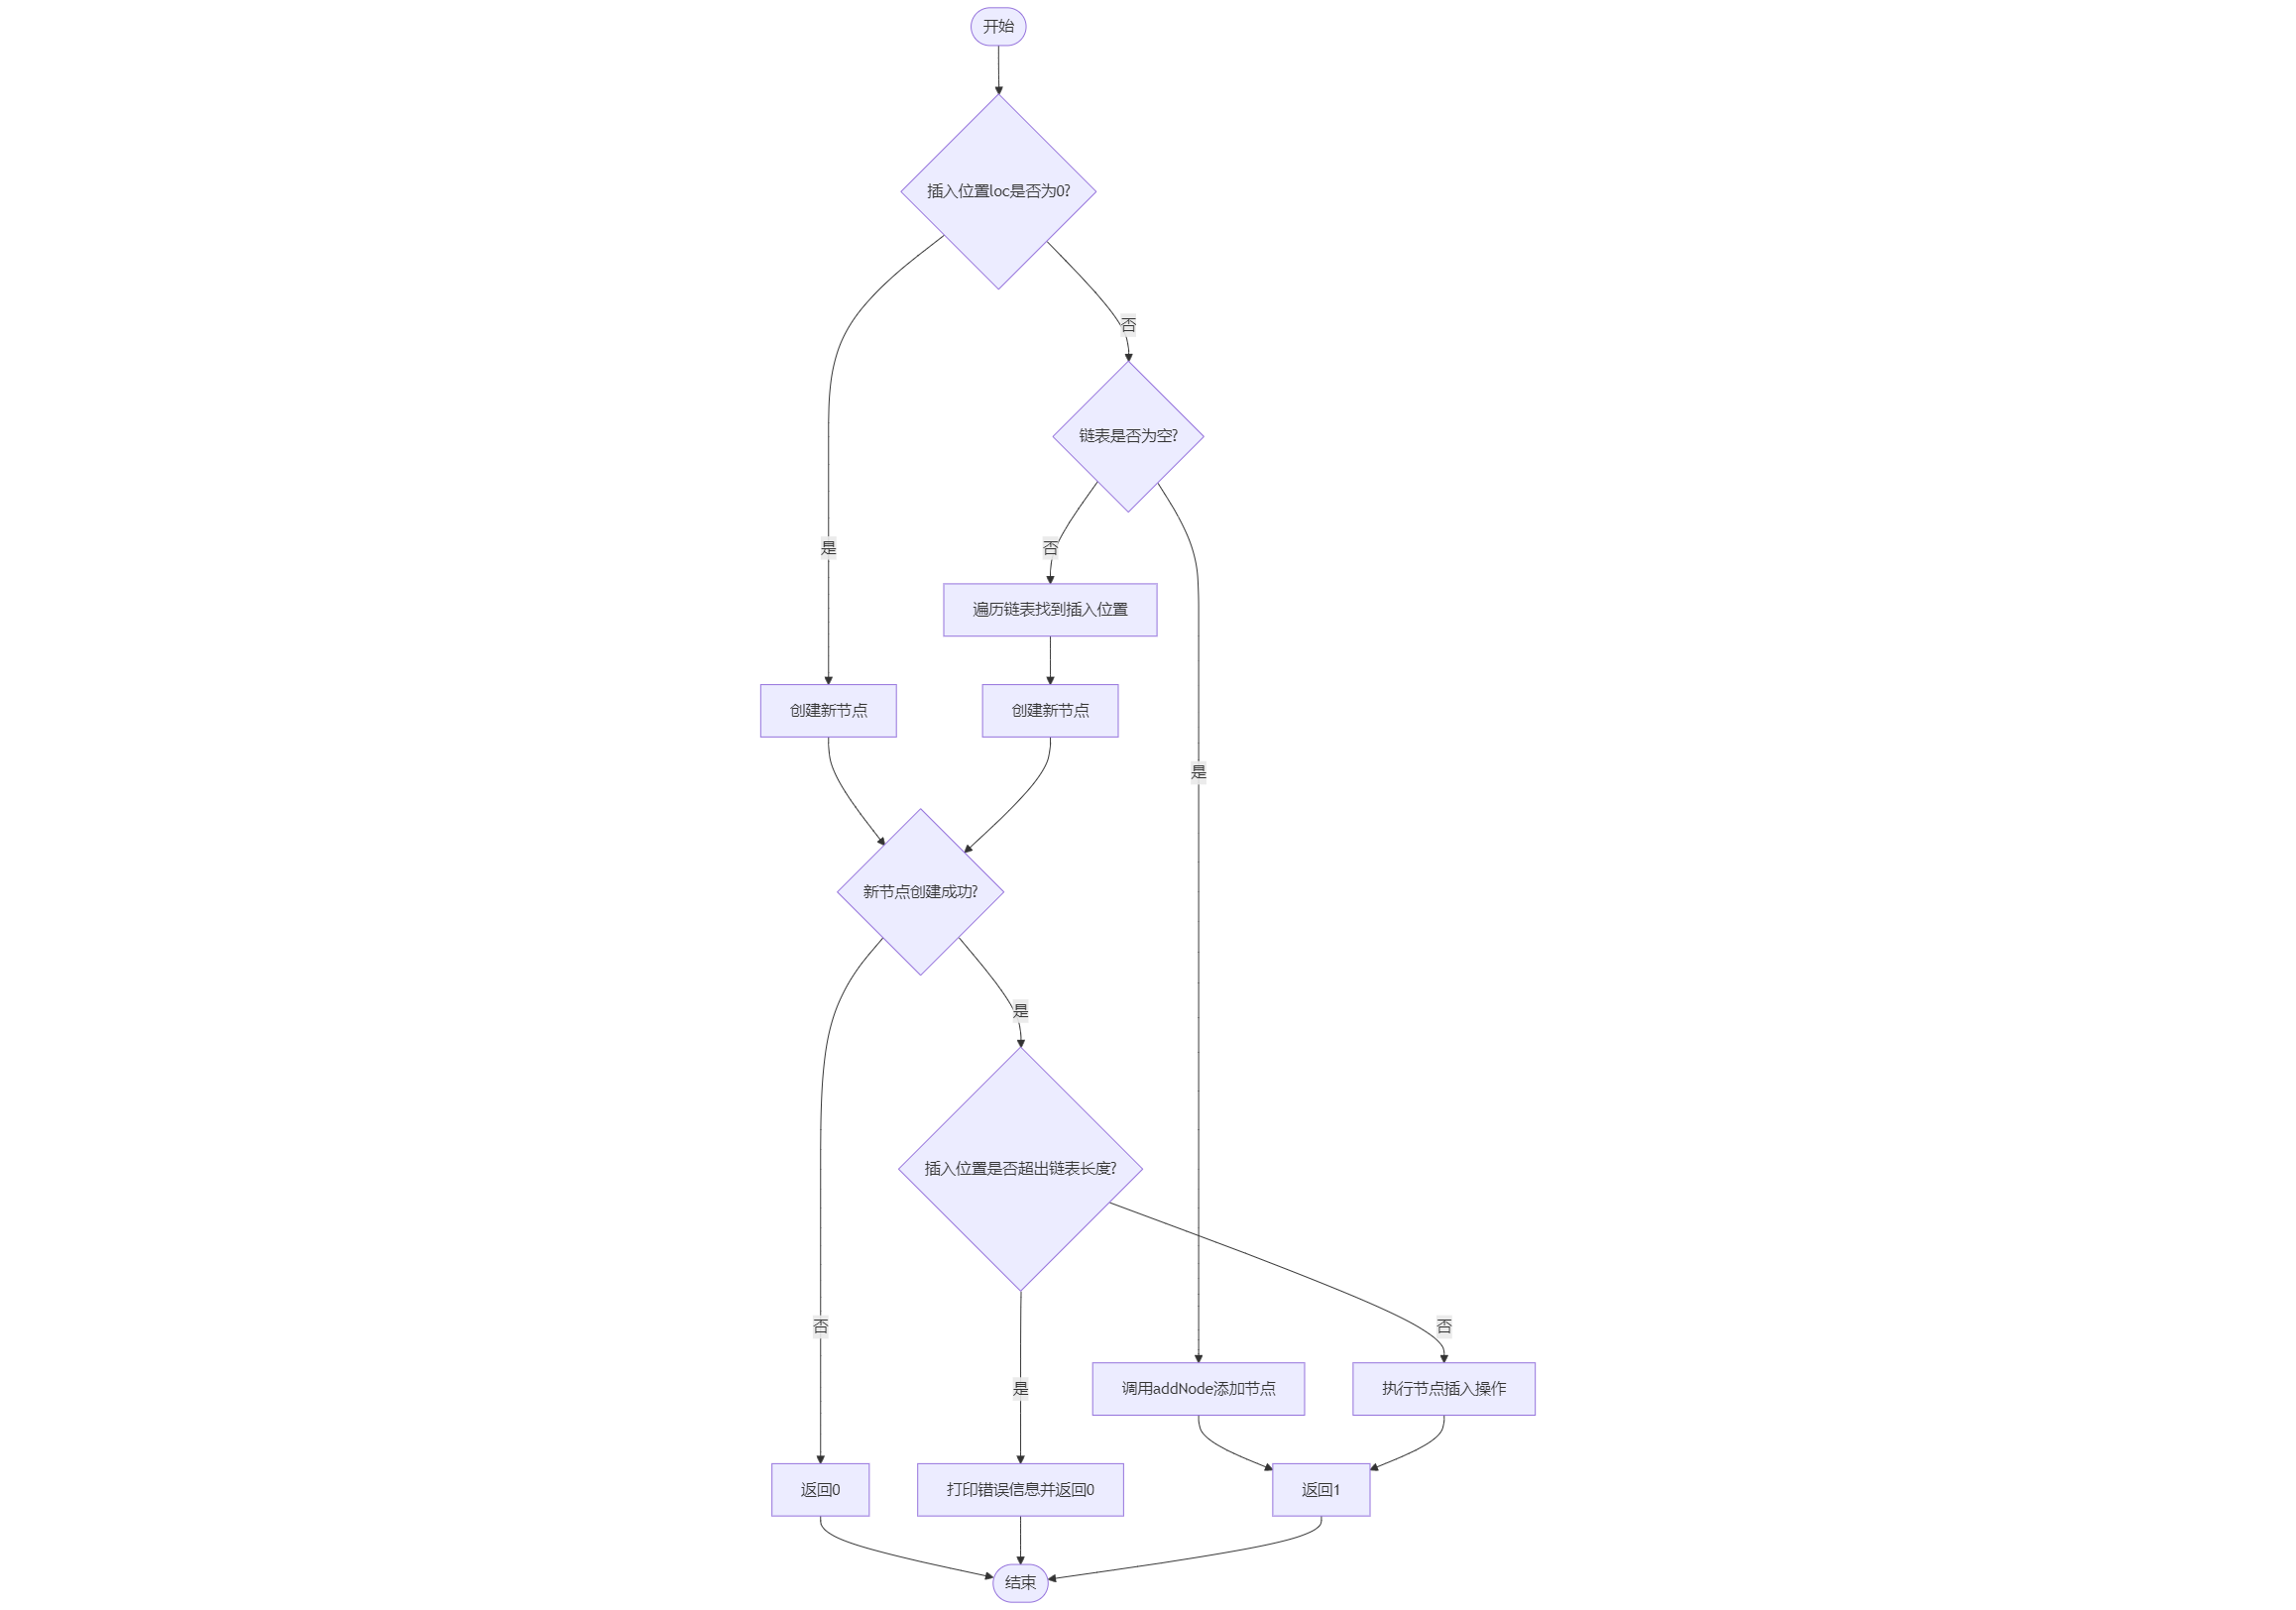 开始
插入位置loc是否为0?
否
链表是否为空?
是
否
遍历链表找到插入位置
创建新节点
创建新节点
是
新节点创建成功?
是
插入位置是否超出链表长度?
否
否
是
调用addNode添加节点
执行节点插入操作
返回0
打印错误信息并返回0
返回1
结束